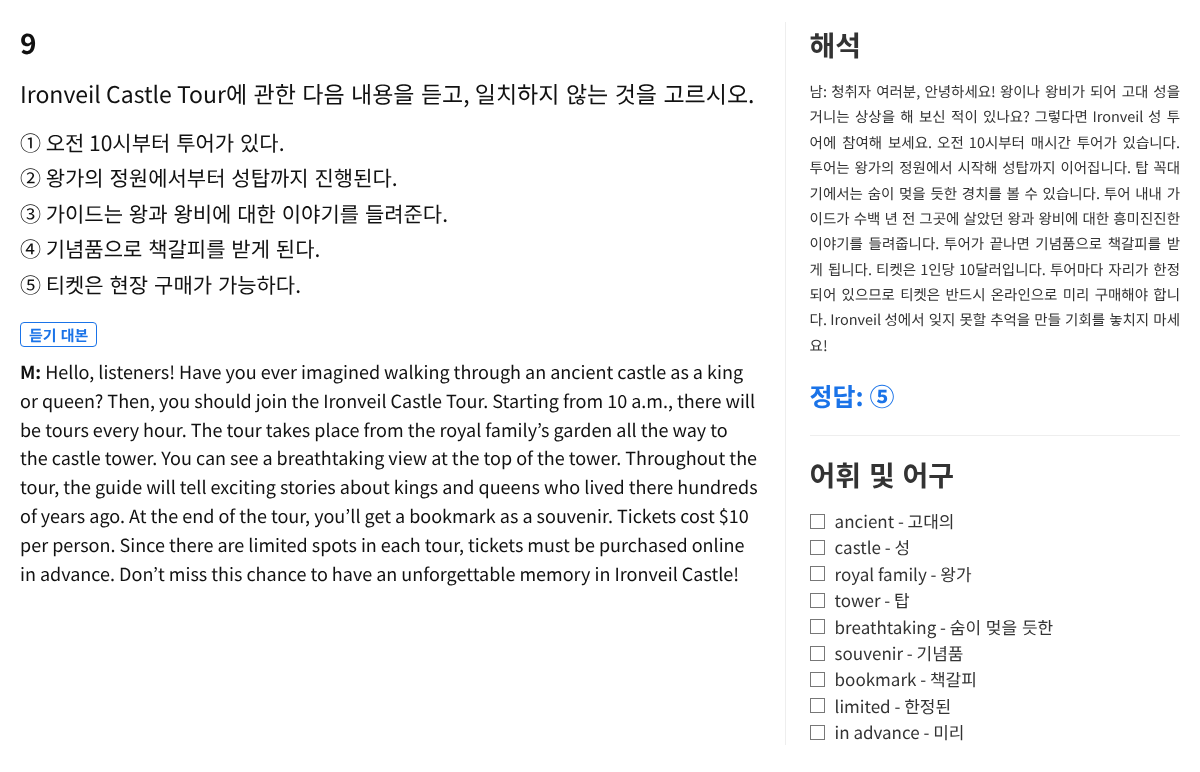 9
Ironveil Castle Tour에 관한 다음 내용을 듣고, 일치하지 않는 것을 고르시오.
① 오전 10시부터 투어가 있다.
② 왕가의 정원에서부터 성탑까지 진행된다.
③ 가이드는 왕과 왕비에 대한 이야기를 들려준다.
④ 기념품으로 책갈피를 받게 된다.
⑤ 티켓은 현장 구매가 가능하다.
듣기 대본
M: Hello, listeners! Have you ever imagined walking through an ancient castle as a king
or queen? Then, you should join the Ironveil Castle Tour. Starting from 10 a.m., there will
be tours every hour. The tour takes place from the royal family’s garden all the way to
the castle tower. You can see a breathtaking view at the top of the tower. Throughout the
tour, the guide will tell exciting stories about kings and queens who lived there hundreds
of years ago. At the end of the tour, you’ll get a bookmark as a souvenir. Tickets cost $10
per person. Since there are limited spots in each tour, tickets must be purchased online
in advance. Don’t miss this chance to have an unforgettable memory in Ironveil Castle!
해석
남: 청취자 여러분, 안녕하세요! 왕이나 왕비가 되어 고대 성을
거니는 상상을 해 보신 적이 있나요? 그렇다면 Ironveil 성 투
어에 참여해 보세요. 오전 10시부터 매시간 투어가 있습니다.
투어는 왕가의 정원에서 시작해 성탑까지 이어집니다. 탑 꼭대
기에서는 숨이 멎을 듯한 경치를 볼 수 있습니다. 투어 내내 가
이드가 수백 년 전 그곳에 살았던 왕과 왕비에 대한 흥미진진한
이야기를 들려줍니다. 투어가 끝나면 기념품으로 책갈피를 받
게 됩니다. 티켓은 1인당 10달러입니다. 투어마다 자리가 한정
되어 있으므로 티켓은 반드시 온라인으로 미리 구매해야 합니
다. Ironveil 성에서 잊지 못할 추억을 만들 기회를 놓치지 마세
요!
정답: ⑤
어휘 및 어구
ancient - 고대의
castle - 성
royal family - 왕가
tower - 탑
breathtaking - 숨이 멎을 듯한
souvenir - 기념품
bookmark - 책갈피
limited - 한정된
in advance - 미리